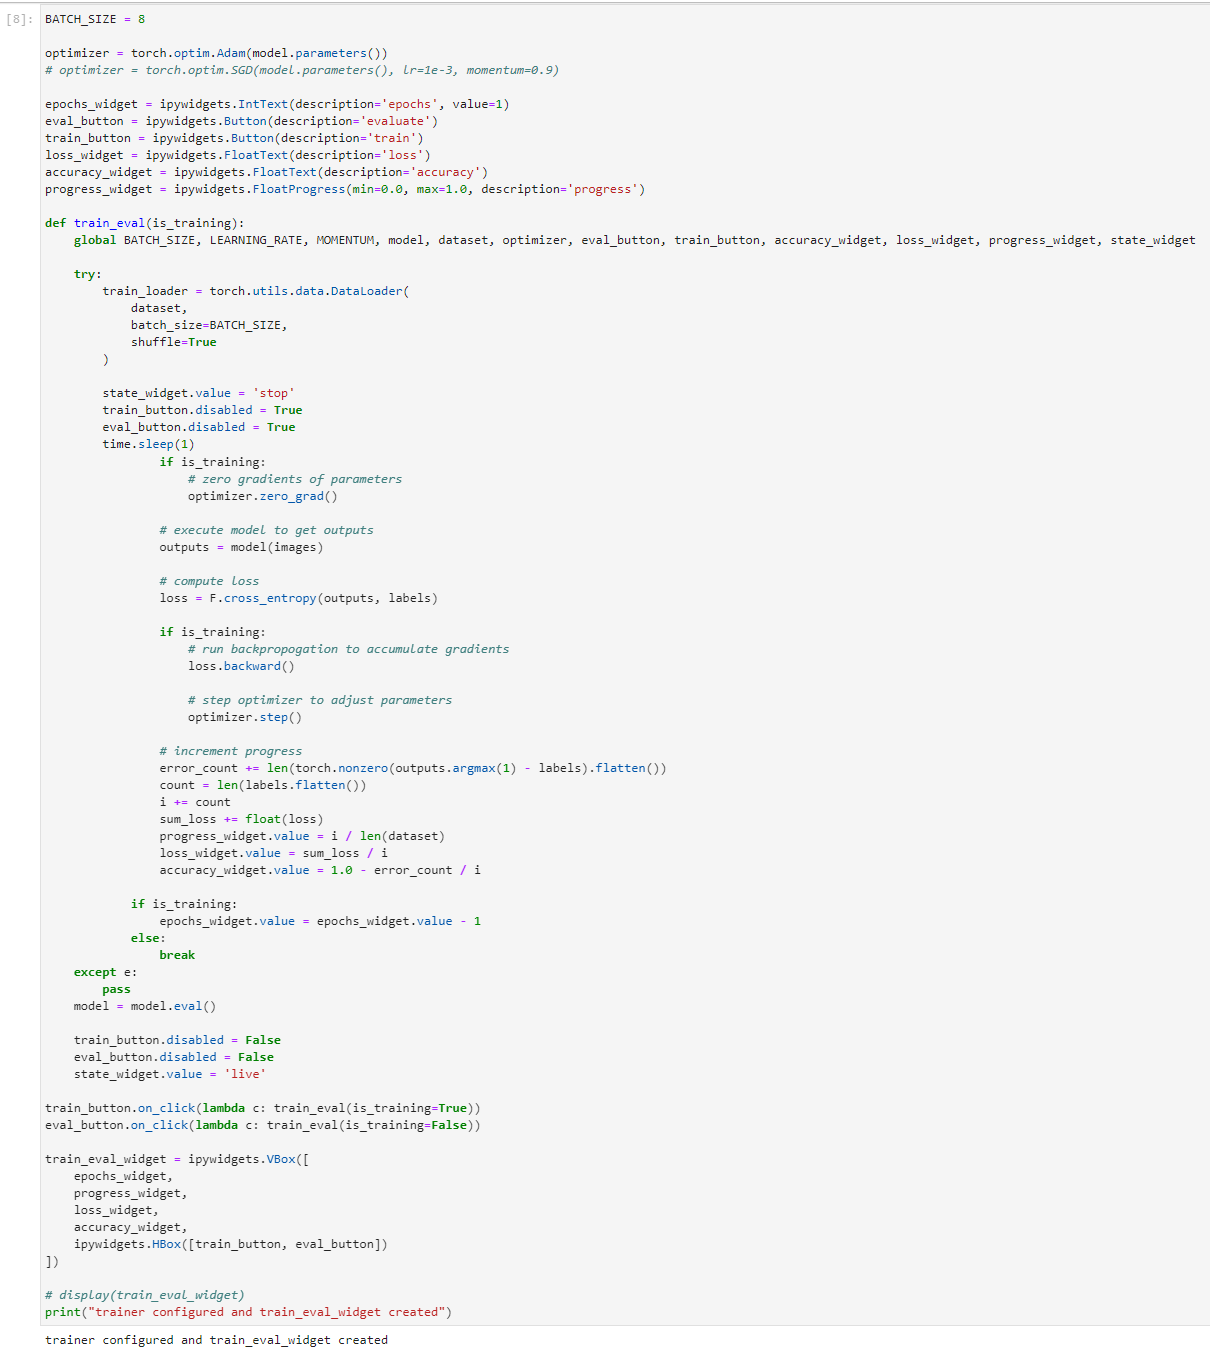 [8]:
BATCH_SIZE = 8

optimizer = torch.optim.Adam(model.parameters())
# optimizer = torch.optim.SGD(model.parameters(), lr=1e-3, momentum=0.9)

epochs_widget = ipywidgets.IntText(description='epochs', value=1)
eval_button = ipywidgets.Button(description='evaluate')
train_button = ipywidgets.Button(description='train')
loss_widget = ipywidgets.FloatText(description='loss')
accuracy_widget = ipywidgets.FloatText(description='accuracy')
progress_widget = ipywidgets.FloatProgress(min=0.0, max=1.0, description='progress')

def train_eval(is_training):
    global BATCH_SIZE, LEARNING_RATE, MOMENTUM, model, dataset, optimizer, eval_button, train_button, accuracy_widget, loss_widget, progress_widget, state_widget

    try:
        train_loader = torch.utils.data.DataLoader(
            dataset,
            batch_size=BATCH_SIZE,
            shuffle=True
        )

        state_widget.value = 'stop'
        train_button.disabled = True
        eval_button.disabled = True
        time.sleep(1)
                if is_training:
                    # zero gradients of parameters
                    optimizer.zero_grad()

                # execute model to get outputs
                outputs = model(images)

                # compute loss
                loss = F.cross_entropy(outputs, labels)

                if is_training:
                    # run backpropogation to accumulate gradients
                    loss.backward()

                    # step optimizer to adjust parameters
                    optimizer.step()

                # increment progress
                error_count += len(torch.nonzero(outputs.argmax(1) - labels).flatten())
                count = len(labels.flatten())
                i += count
                sum_loss += float(loss)
                progress_widget.value = i / len(dataset)
                loss_widget.value = sum_loss / i
                accuracy_widget.value = 1.0 - error_count / i

            if is_training:
                epochs_widget.value = epochs_widget.value - 1
            else:
                break
    except e:
        pass
    model = model.eval()

    train_button.disabled = False
    eval_button.disabled = False
    state_widget.value = 'live'

train_button.on_click(lambda c: train_eval(is_training=True))
eval_button.on_click(lambda c: train_eval(is_training=False))

train_eval_widget = ipywidgets.VBox([
    epochs_widget,
    progress_widget,
    loss_widget,
    accuracy_widget,
    ipywidgets.HBox([train_button, eval_button])
])

# display(train_eval_widget)
print("trainer configured and train_eval_widget created")
trainer configured and train_eval_widget created